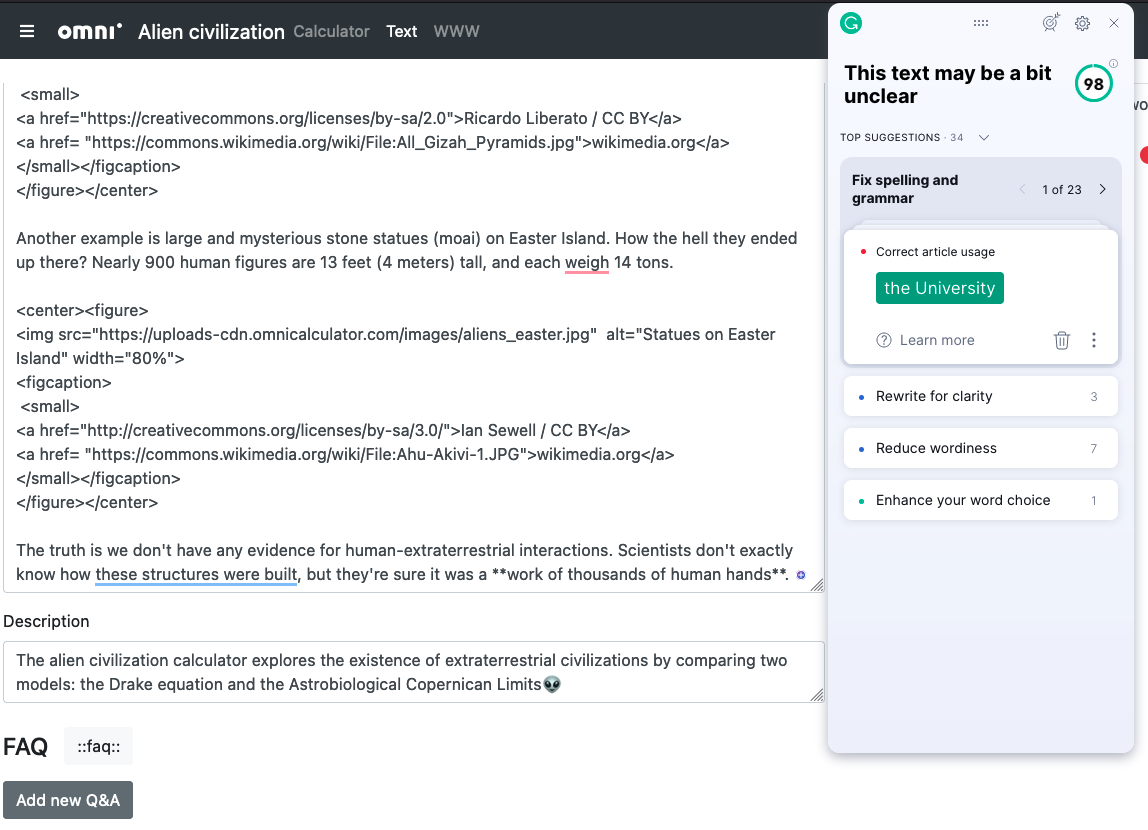 omni Alien civilization Calculator Text WWW
<small>
<a href="https://creativecommons.org/licenses/by-sa/2.0">Ricardo Liberato / CC BY</a>
<a href= "https://commons.wikimedia.org/wiki/File:All_Gizah_Pyramids.jpg">wikimedia.org</a>
</small></figcaption>
</figure></center>
Another example is large and mysterious stone statues (moai) on Easter Island. How the hell they ended
up there? Nearly 900 human figures are 13 feet (4 meters) tall, and each weigh 14 tons.
<center><figure>
<img src="https://uploads-cdn.omnicalculator.com/images/aliens_easter.jpg"  alt="Statues on Easter
Island" width="80%">
<figcaption>
<small>
<a href="http://creativecommons.org/licenses/by-sa/3.0/">Ian Sewell / CC BY</a>
<a href= "https://commons.wikimedia.org/wiki/File:Ahu-Akivi-1.JPG">wikimedia.org</a>
</small></figcaption>
</figure></center>
The truth is we don't have any evidence for human-extraterrestrial interactions. Scientists don't exactly
know how these structures were built, but they're sure it was a **work of thousands of human hands**.
Description
The alien civilization calculator explores the existence of extraterrestrial civilizations by comparing two
models: the Drake equation and the Astrobiological Copernican Limits👽
FAQ ::faq::
Add new Q&A
This text may be a bit
unclear
98
TOP SUGGESTIONS · 34
Fix spelling and
grammar
1 of 23
Correct article usage
the University
Learn more
Rewrite for clarity 3
Reduce wordiness 7
Enhance your word choice 1